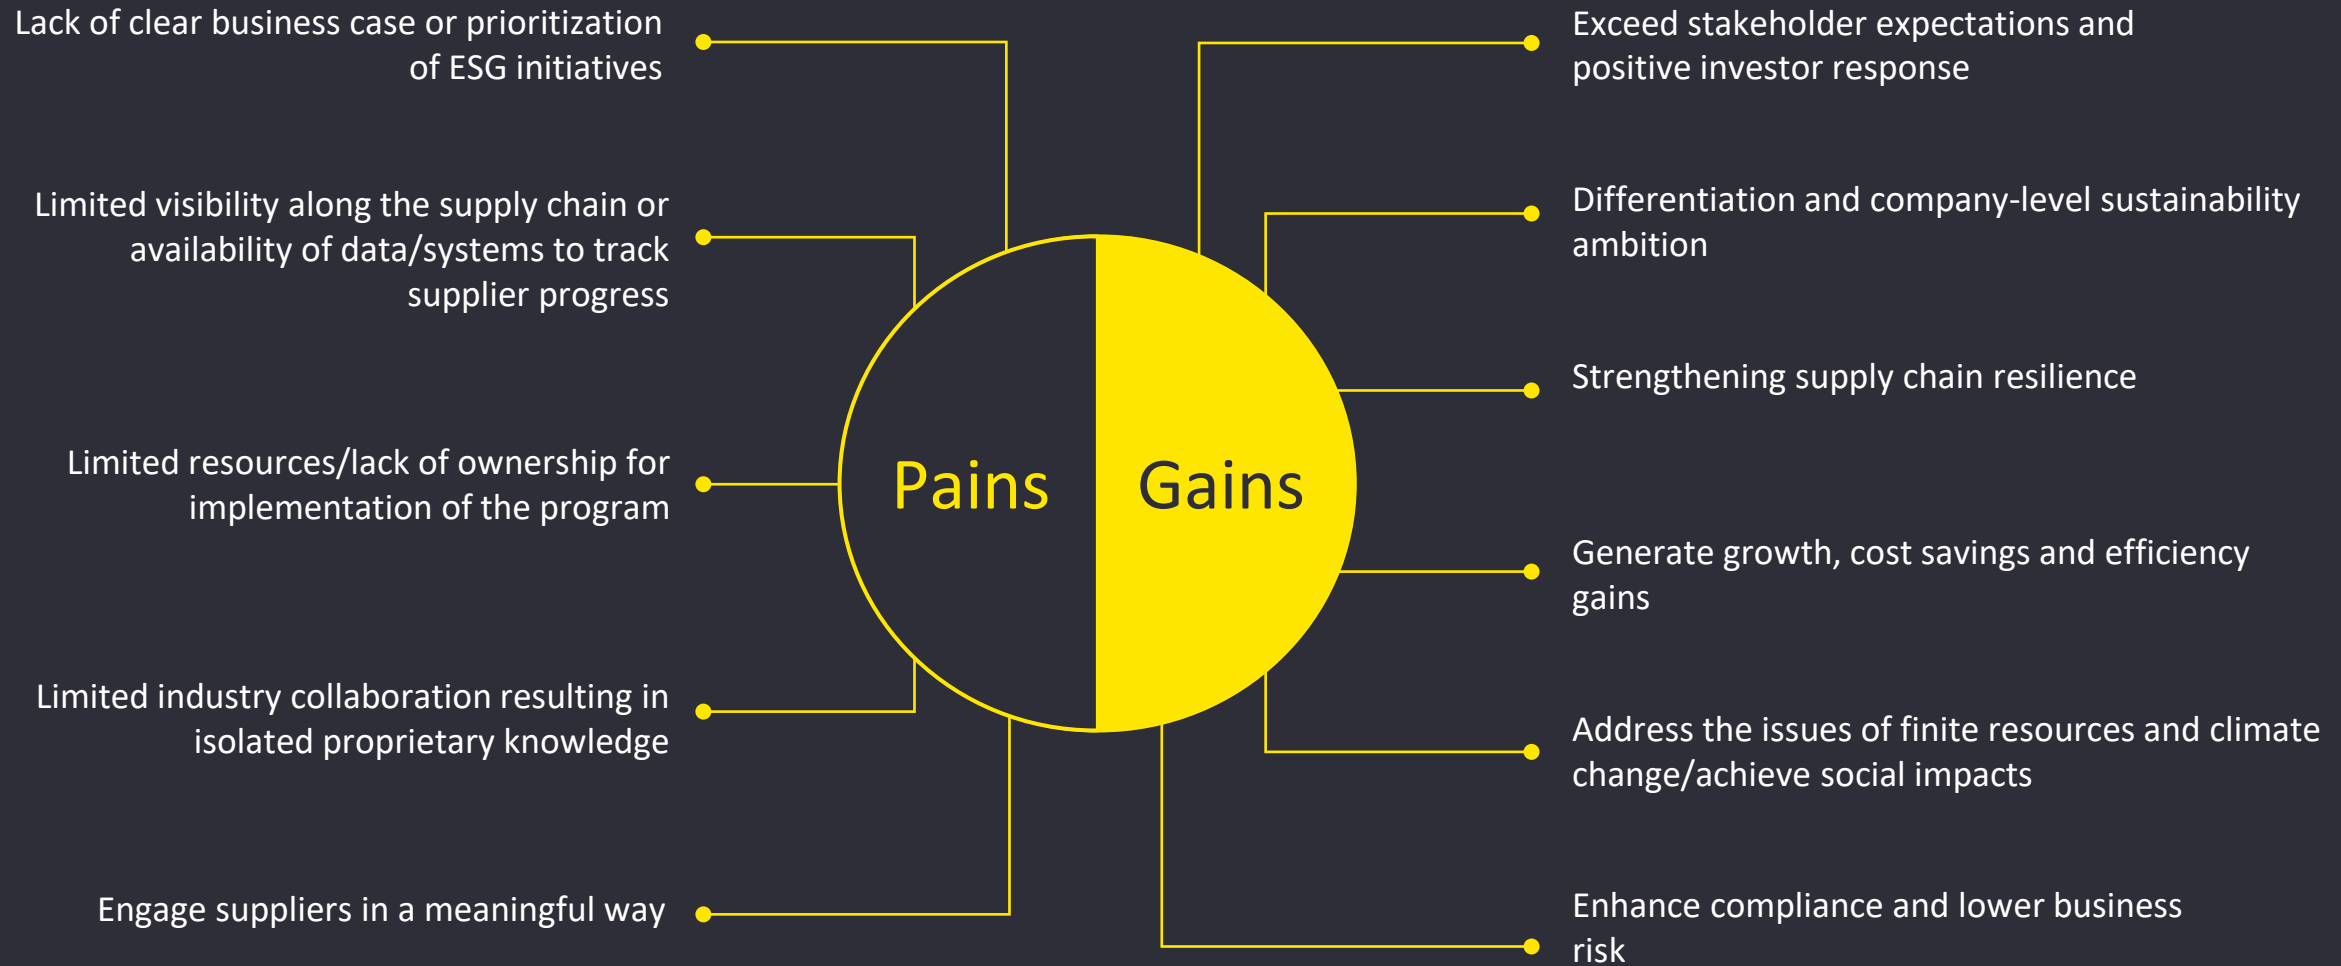 Lack of clear business case or prioritization
of ESG initiatives
Limited visibility along the supply chain or
availability of data/systems to track
supplier progress
Limited resources/lack of ownership for
implementation of the program
Limited industry collaboration resulting in
isolated proprietary knowledge
Engage suppliers in a meaningful way
Pains
Gains
Exceed stakeholder expectations and
positive investor response
Differentiation and company-level sustainability
ambition
Strengthening supply chain resilience
Generate growth, cost savings and efficiency
gains
Address the issues of finite resources and climate
change/achieve social impacts
Enhance compliance and lower business
risk